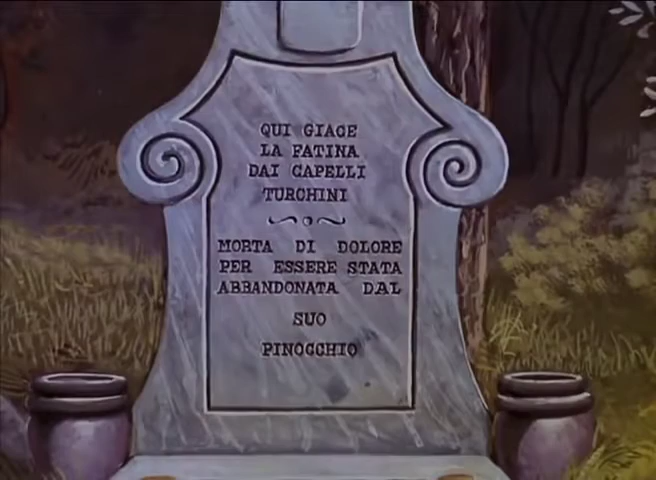 QUI GIACE
LA FATINA
DAI CAPELLI
TURCHINI
MORTA DI DOLORE
PER ESSERE STATA
ABBANDONATA DAL
SUO
PINOCCHIO